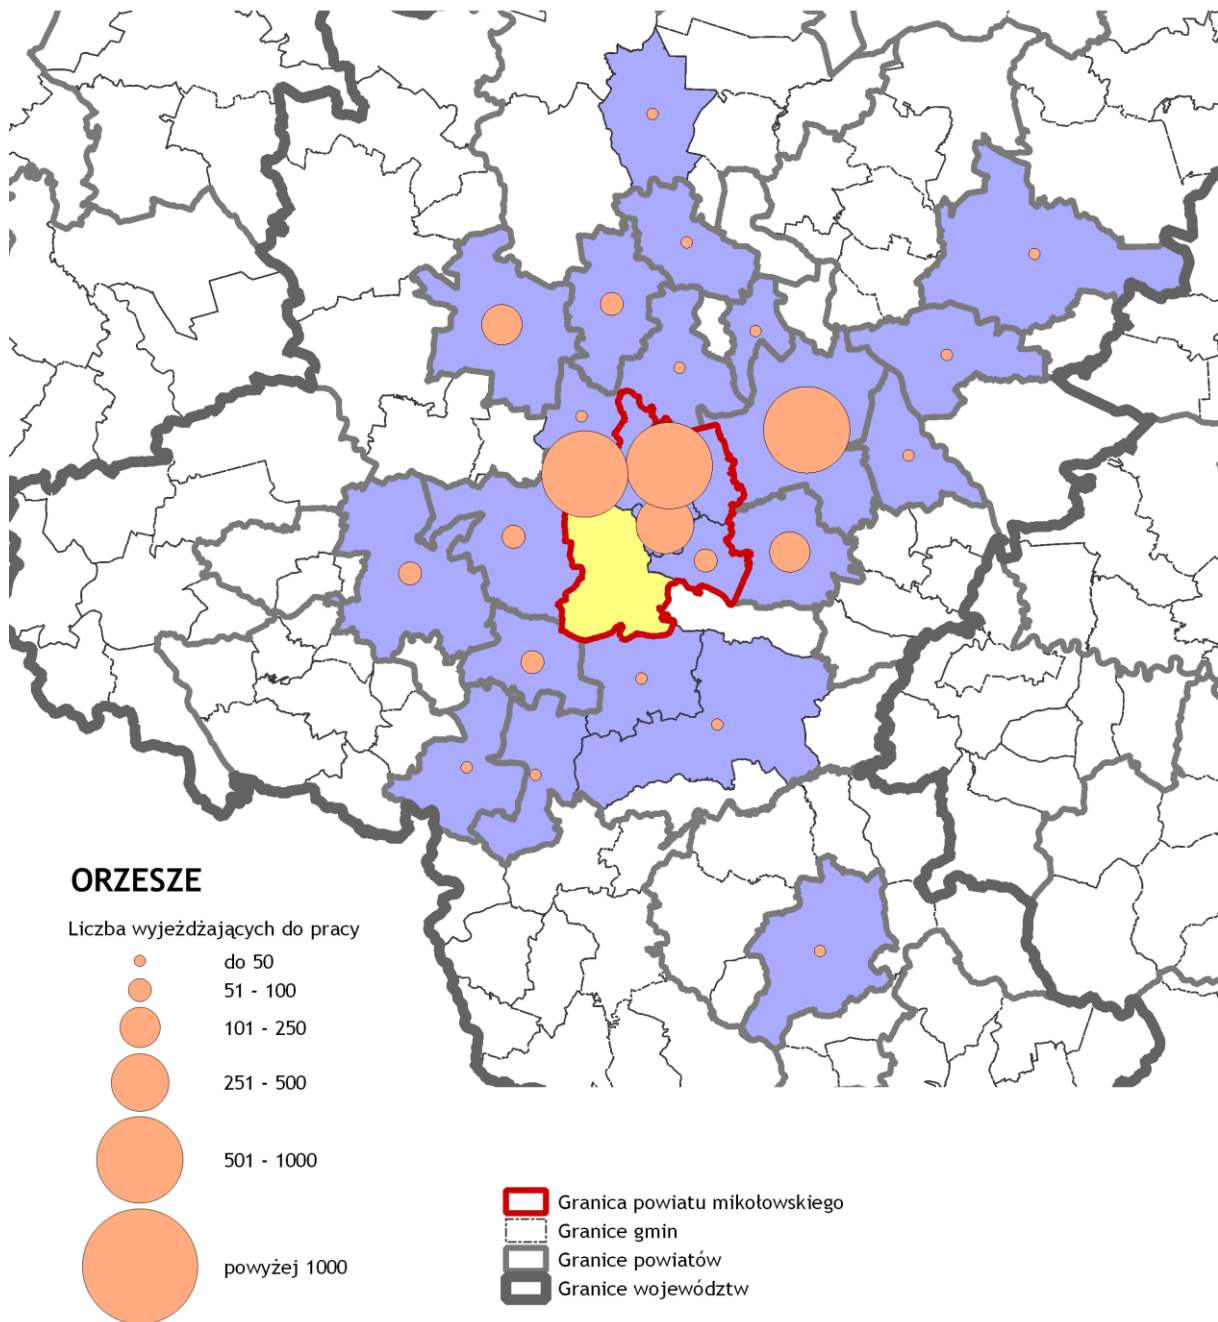 ORZESZE
Liczba wyjeżdżających do pracy
do 50
51 - 100
101 - 250
251 - 500
501 - 1000
powyżej 1000
Granica powiatu mikołowskiego
Granice gmin
Granice powiatów
Granice województw